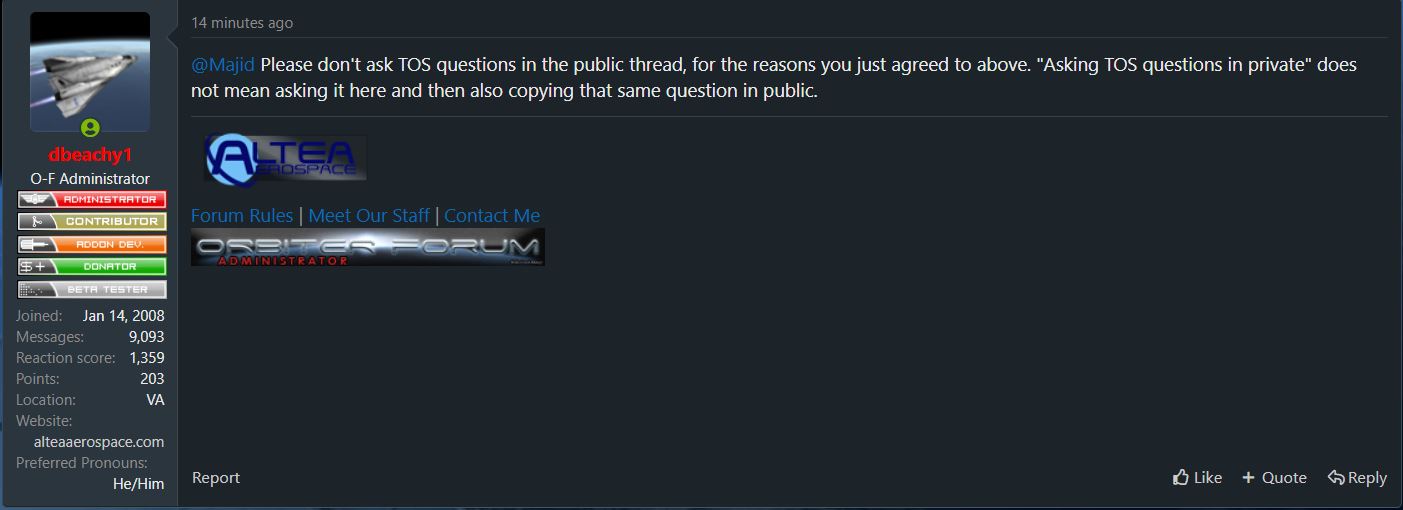 14 minutes ago
@Majid Please don't ask TOS questions in the public thread, for the reasons you just agreed to above. "Asking TOS questions in private" does
not mean asking it here and then also copying that same question in public.
dbeachy1
O-F Administrator
ADMINISTRATOR
CONTRIBUTOR
ADDON DEV.
DONATOR
BETA TESTER
Joined: Jan 14, 2008
Messages: 9,093
Reaction score: 1,359
Points: 203
Location: VA
Website:
alteaaerospace.com
Preferred Pronouns:
He/Him
ALTEA
AEROSPACE
Forum Rules | Meet Our Staff | Contact Me
ORBITER FORUM
ADMINISTRATOR
Report
Like Quote Reply